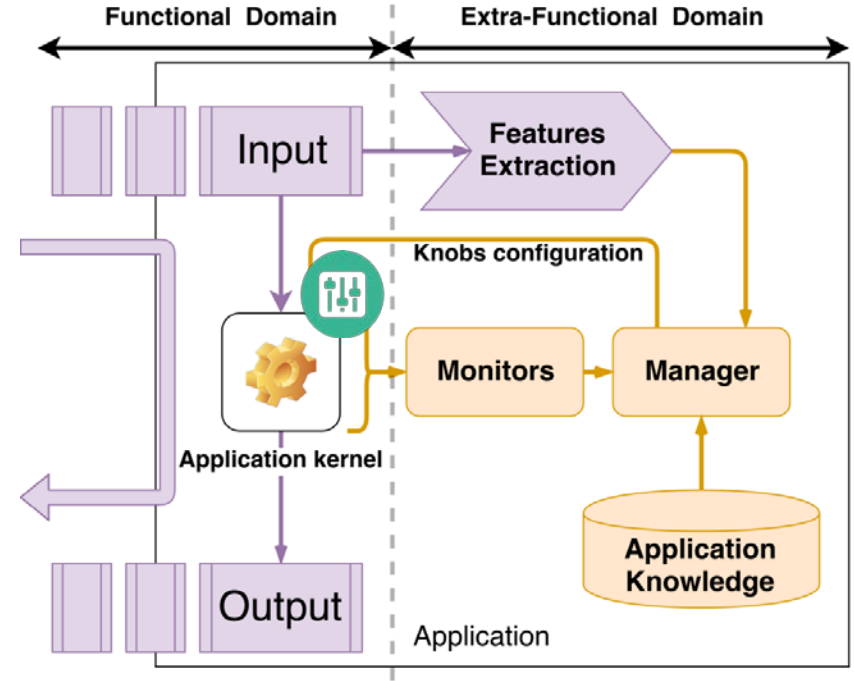 Functional Domain
Extra-Functional Domain
Input
Features
Extraction
Knobs configuration
Monitors
Manager
Application kernel
Application
Knowledge
Output
Application